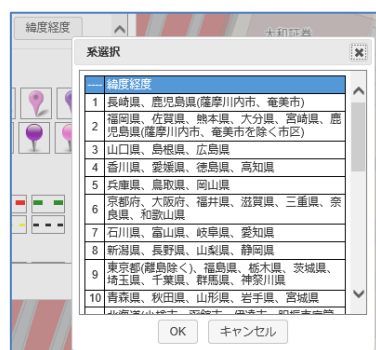 緯度経度
大和証券
系選択
---- 緯度経度
1 長崎県、鹿児島県(薩摩川内市、奄美市)
2 福岡県、佐賀県、熊本県、大分県、宮崎県、鹿
児島県(薩摩川内市、奄美市を除く市区)
3 山口県、島根県、広島県
4 香川県、愛媛県、徳島県、高知県
5 兵庫県、鳥取県、岡山県
6 京都府、大阪府、福井県、滋賀県、三重県、奈
良県、和歌山県
7 石川県、富山県、岐阜県、愛知県
8 新潟県、長野県、山梨県、静岡県
9 東京都(離島除く)、福島県、栃木県、茨城県、
埼玉県、千葉県、群馬県、神奈川県
10 青森県、秋田県、山形県、岩手県、宮城県
OK キャンセル